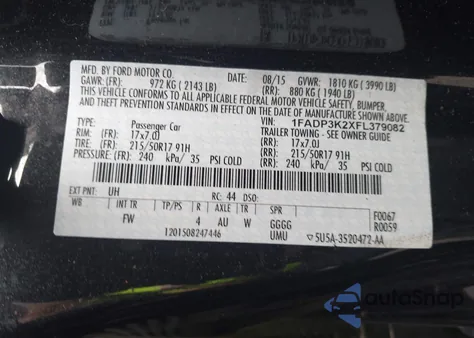 MFD. BY FORD MOTOR CO. DATE: 08/15 GVWR: 1810 KG ( 3990 LB)
GAWR: (FR): 972 KG ( 2143 LB) (RR): 880 KG ( 1940 LB)
THIS VEHICLE CONFORMS TO ALL APPLICABLE FEDERAL MOTOR VEHICLE SAFETY, BUMPER,
AND THEFT PREVENTION STANDARDS IN EFFECT ON THE DATE OF MANUFACTURE SHOWN ABOVE.
VIN: 1FADP3K2XFL379082
TYPE: Passenger Car TRAILER TOWING - SEE OWNER GUIDE
RIM: (FR): 17x7.0J (RR): 17x7.0J
TIRE: (FR): 215/50R17 91H (RR): 215/50R17 91H
PRESSURE (FR): 240 kPa/ 35 PSI COLD (RR): 240 kPa/ 35 PSI COLD
EXT PNT: UH RC: 44 DSO:
WB INT TR TP/PS R AXLE TR SPR F0067
FW 4 AU W GGGG R0059
1201508247446 UMU ▽5U5A-3520472-AA
autoSnap